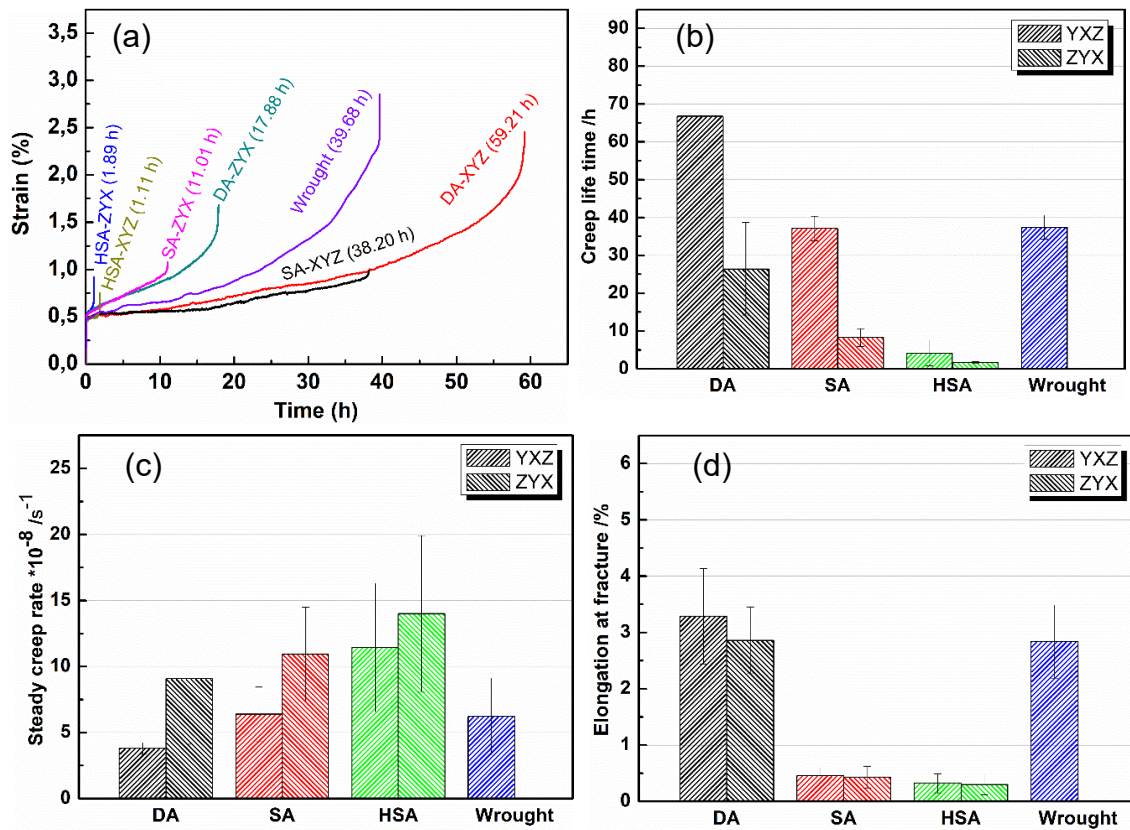 (a)
3,5
3,0
2,5
2,0
1,5
1,0
0,5
0,0
Strain (%)
HSA-ZYX (1.89 h)
HSA-XYZ (1.11 h)
SA-ZYX (11.01 h)
DA-ZYX (17.88 h)
Wrought (39.68 h)
SA-XYZ (38.20 h)
DA-XYZ (59.21 h)
0 10 20 30 40 50 60
Time (h)
(b)
YXZ
ZYX
90
80
70
60
50
40
30
20
10
0
Creep life time /h
DA SA HSA Wrought
(c)
YXZ
ZYX
25
20
15
10
5
0
Steady creep rate *10-8 /s-1
DA SA HSA Wrought
(d)
YXZ
ZYX
6
5
4
3
2
1
0
Elongation at fracture /%
DA SA HSA Wrought